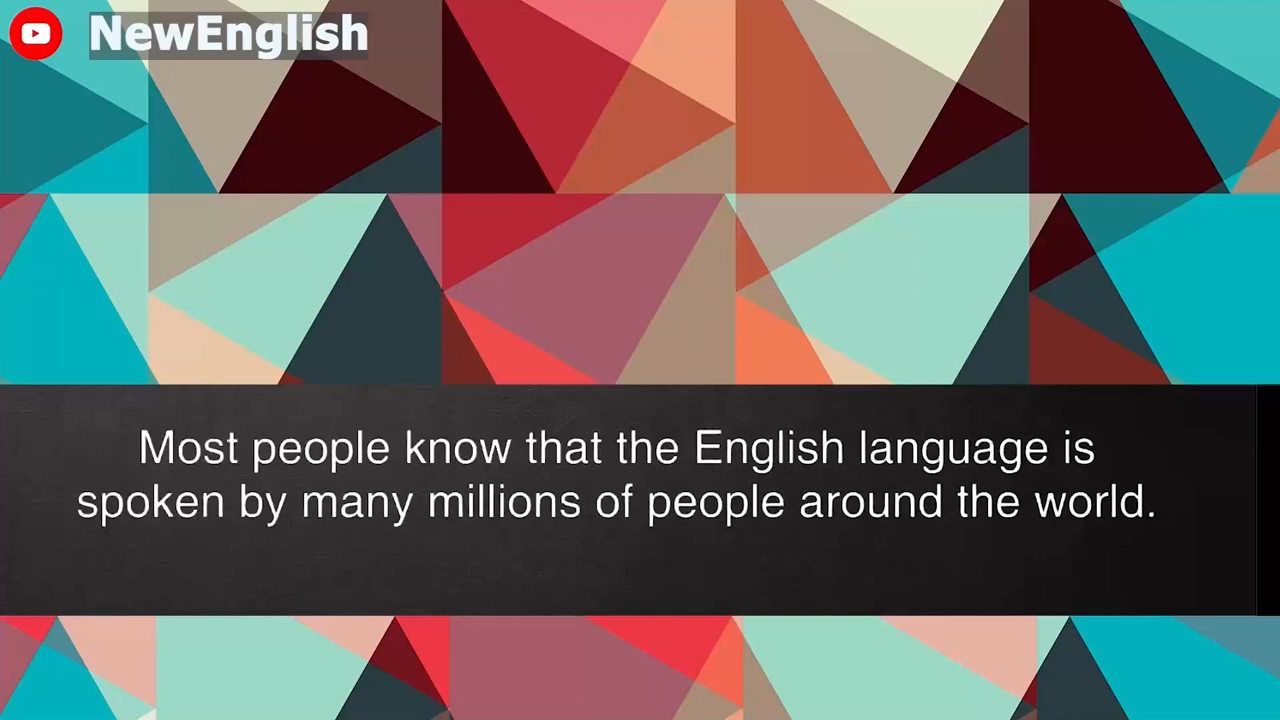 NewEnglish
Most people know that the English language is
spoken by many millions of people around the world.